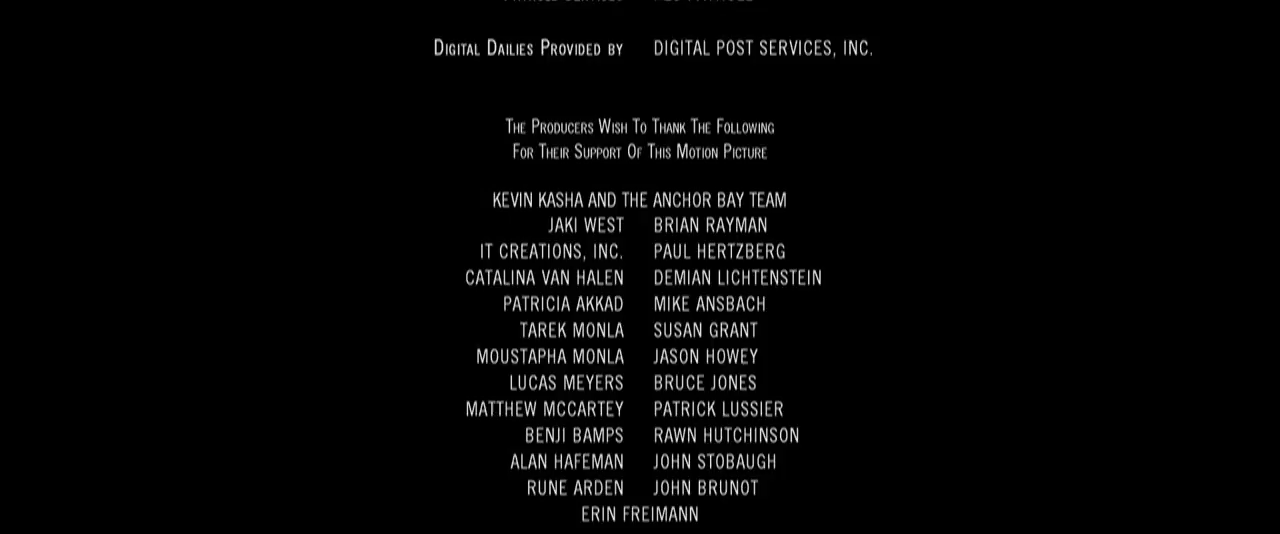 DIGITAL DAILIES PROVIDED BY DIGITAL POST SERVICES, INC.
THE PRODUCERS WISH TO THANK THE FOLLOWING
FOR THEIR SUPPORT OF THIS MOTION PICTURE
KEVIN KASHA AND THE ANCHOR BAY TEAM
JAKI WEST BRIAN RAYMAN
IT CREATIONS, INC. PAUL HERTZBERG
CATALINA VAN HALEN DEMIAN LICHTENSTEIN
PATRICIA AKKAD MIKE ANSBACH
TAREK MONLA SUSAN GRANT
MOUSTAPHA MONLA JASON HOWEY
LUCAS MEYERS BRUCE JONES
MATTHEW MCCARTEY PATRICK LUSSIER
BENJI BAMPS RAWN HUTCHINSON
ALAN HAFEMAN JOHN STOBAUGH
RUNE ARDEN JOHN BRUNOT
ERIN FREIMANN